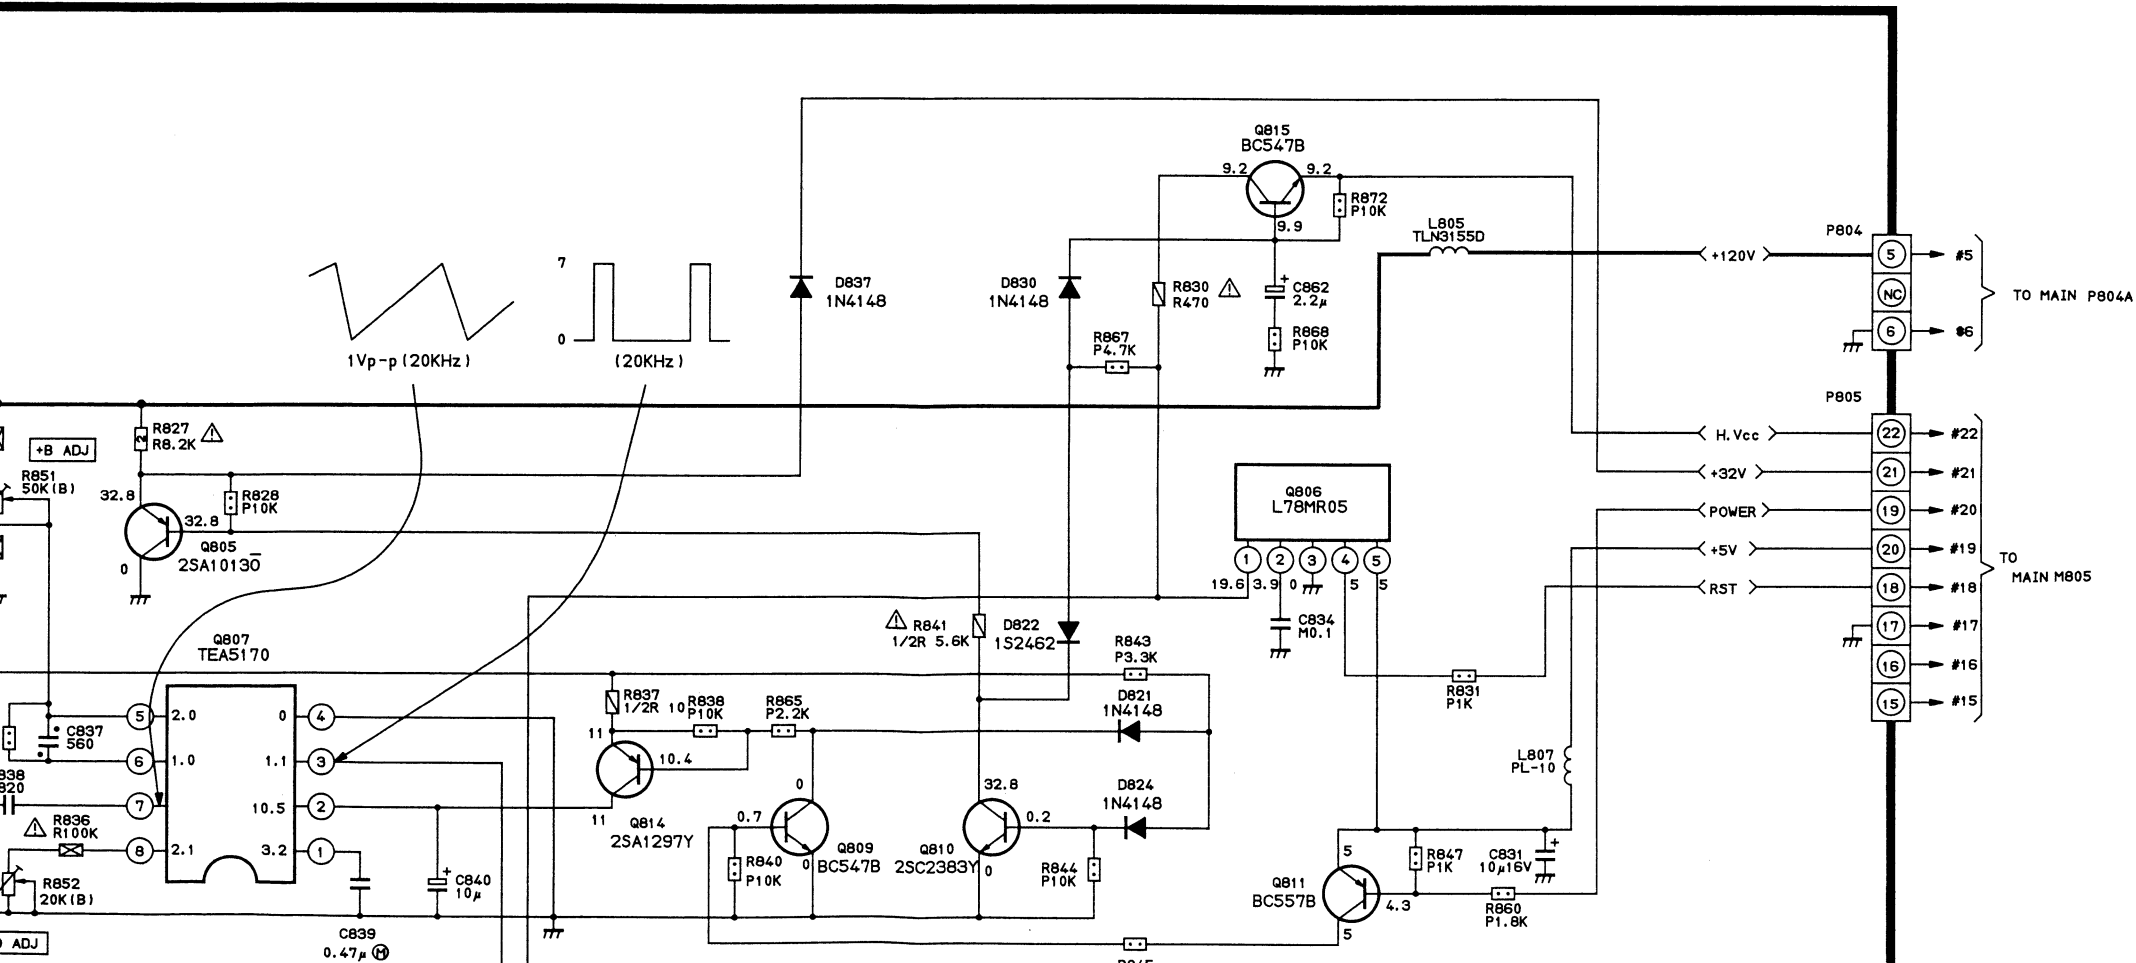 Q815
BC547B
9.2
9.2
R872
P10K
9.9
L805
TLN3155D
P804
+120V
5
#5
NC
TO MAIN P804A
6
$6
7
0
1Vp-p(20KHz)
(20KHz)
D837
1N4148
D830
1N4148
R830
R470
C862
2.2μ
R867
P4.7K
R868
P10K
P805
R827
R8.2K
+B ADJ
R851
50K(B)
32.8
R828
P10K
32.8
Q805
2SA1013O
0
H.Vcc
22
#22
+32V
21
#21
POWER
19
#20
+5V
20
#19
RST
18
#18
17
#17
16
#16
15
#15
TO
MAIN M805
Q806
L78MR05
1
2
3
4
5
19.6
3.9
0
5
5
C834
M0.1
R841
1/2R 5.6K
D822
1S2462
R843
P3.3K
R831
P1K
Q807
TEA5170
R837
1/2R 10
R838
P10K
R865
P2.2K
D821
1N4148
L807
PL-10
C837
560
5
2.0
0
4
6
1.0
1.1
3
7
10.5
2
8
2.1
3.2
1
838
820
R836
R100K
R852
20K(B)
11
10.4
11
Q814
2SA1297Y
0
0.7
Q809
BC547B
0
R840
P10K
32.8
0.2
Q810
2SC2383Y
0
D824
1N4148
R844
P10K
C840
10μ
C839
0.47μ M
ADJ
5
Q811
BC557B
4.3
5
R847
P1K
C831
10μ16V
R860
P1.8K